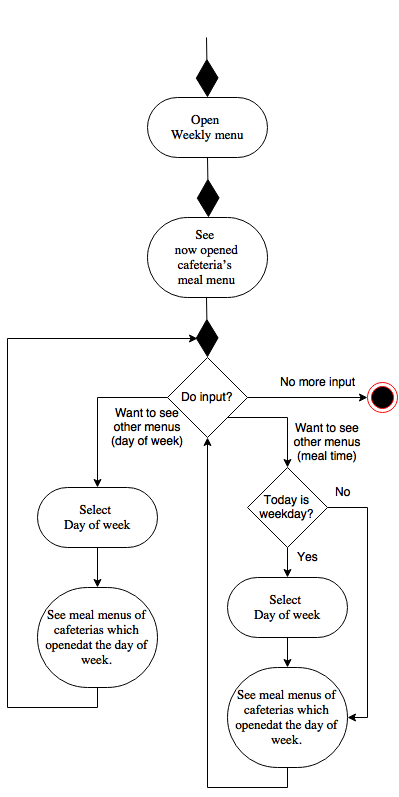 Open
Weekly menu
See
now opened
cafeteria's
meal menu
Do input?
No more input
Want to see
other menus
(day of week)
Want to see
other menus
(meal time)
Today is
weekday?
No
Yes
Select
Day of week
See meal menus of
cafeterias which
openedat the day of
week.
Select
Day of week
See meal menus of
cafeterias which
openedat the day of
week.